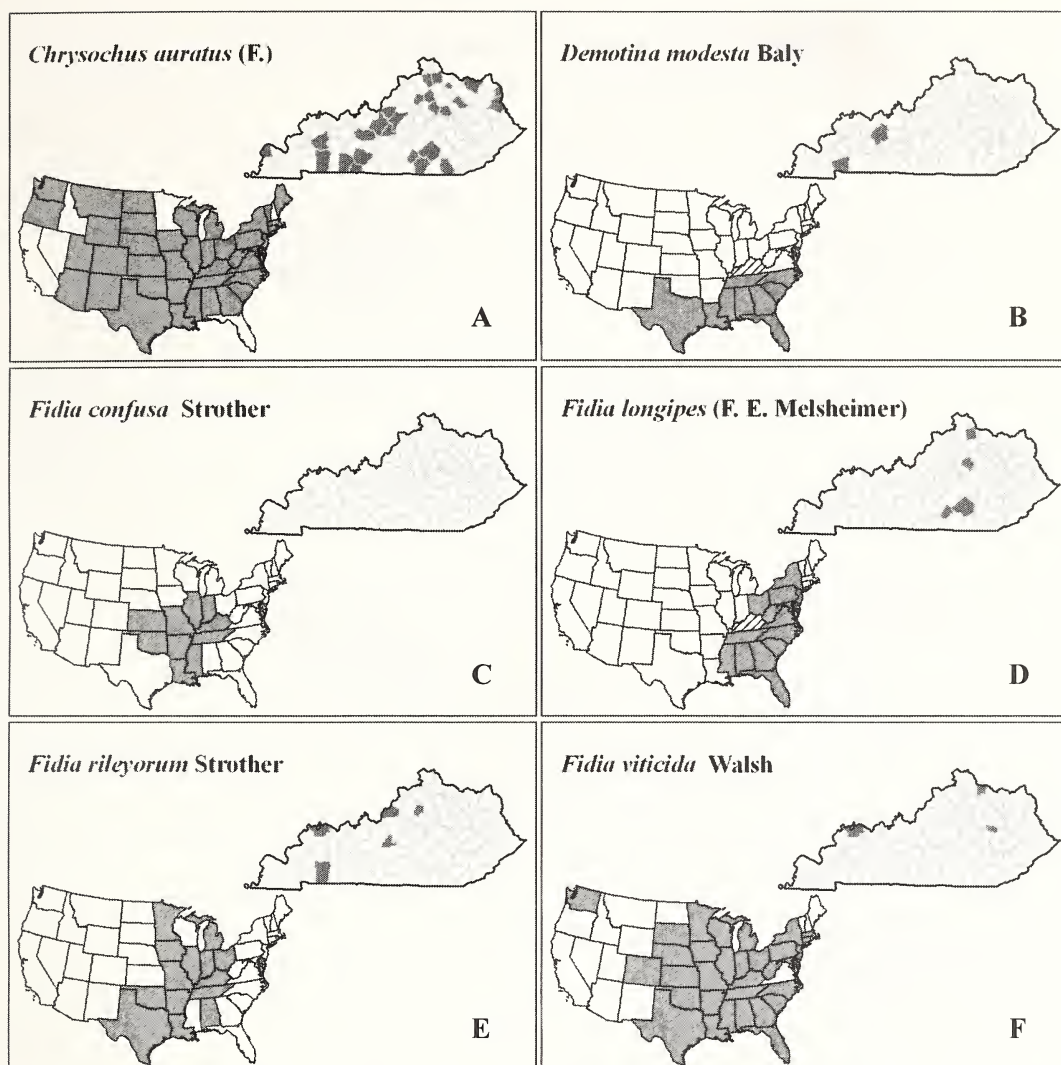 Chrysochus auratus (F.)
A
Demotina modesta Baly
B
Fidia confusa Strother
C
Fidia longipes (F. E. Melsheimer)
D
Fidia rileyorum Strother
E
Fidia viticida Walsh
F